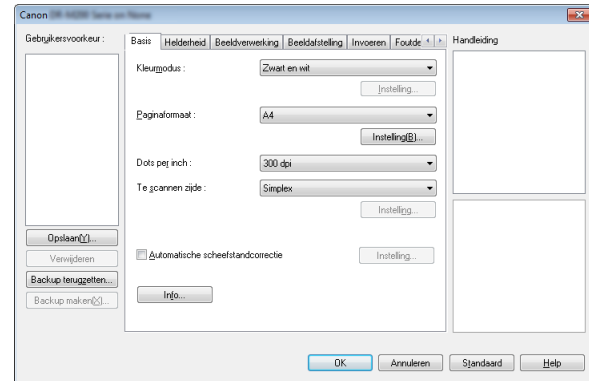 Canon
Gebruikersvoorkeur :
Opslaan(Y)...
Verwijderen
Backup terugzetten...
Backup maken(X)...
Basis Helderheid Beeldverwerking Beeldafstelling Invoeren Foutde
Kleurmodus : Zwart en wit
Instelling...
Paginaformaat : A4
Instelling(B)...
Dots per inch : 300 dpi
Te scannen zijde : Simplex
Instelling...
Automatische scheefstandcorrectie Instelling...
Info...
Handleiding
OK Annuleren Standaard Help